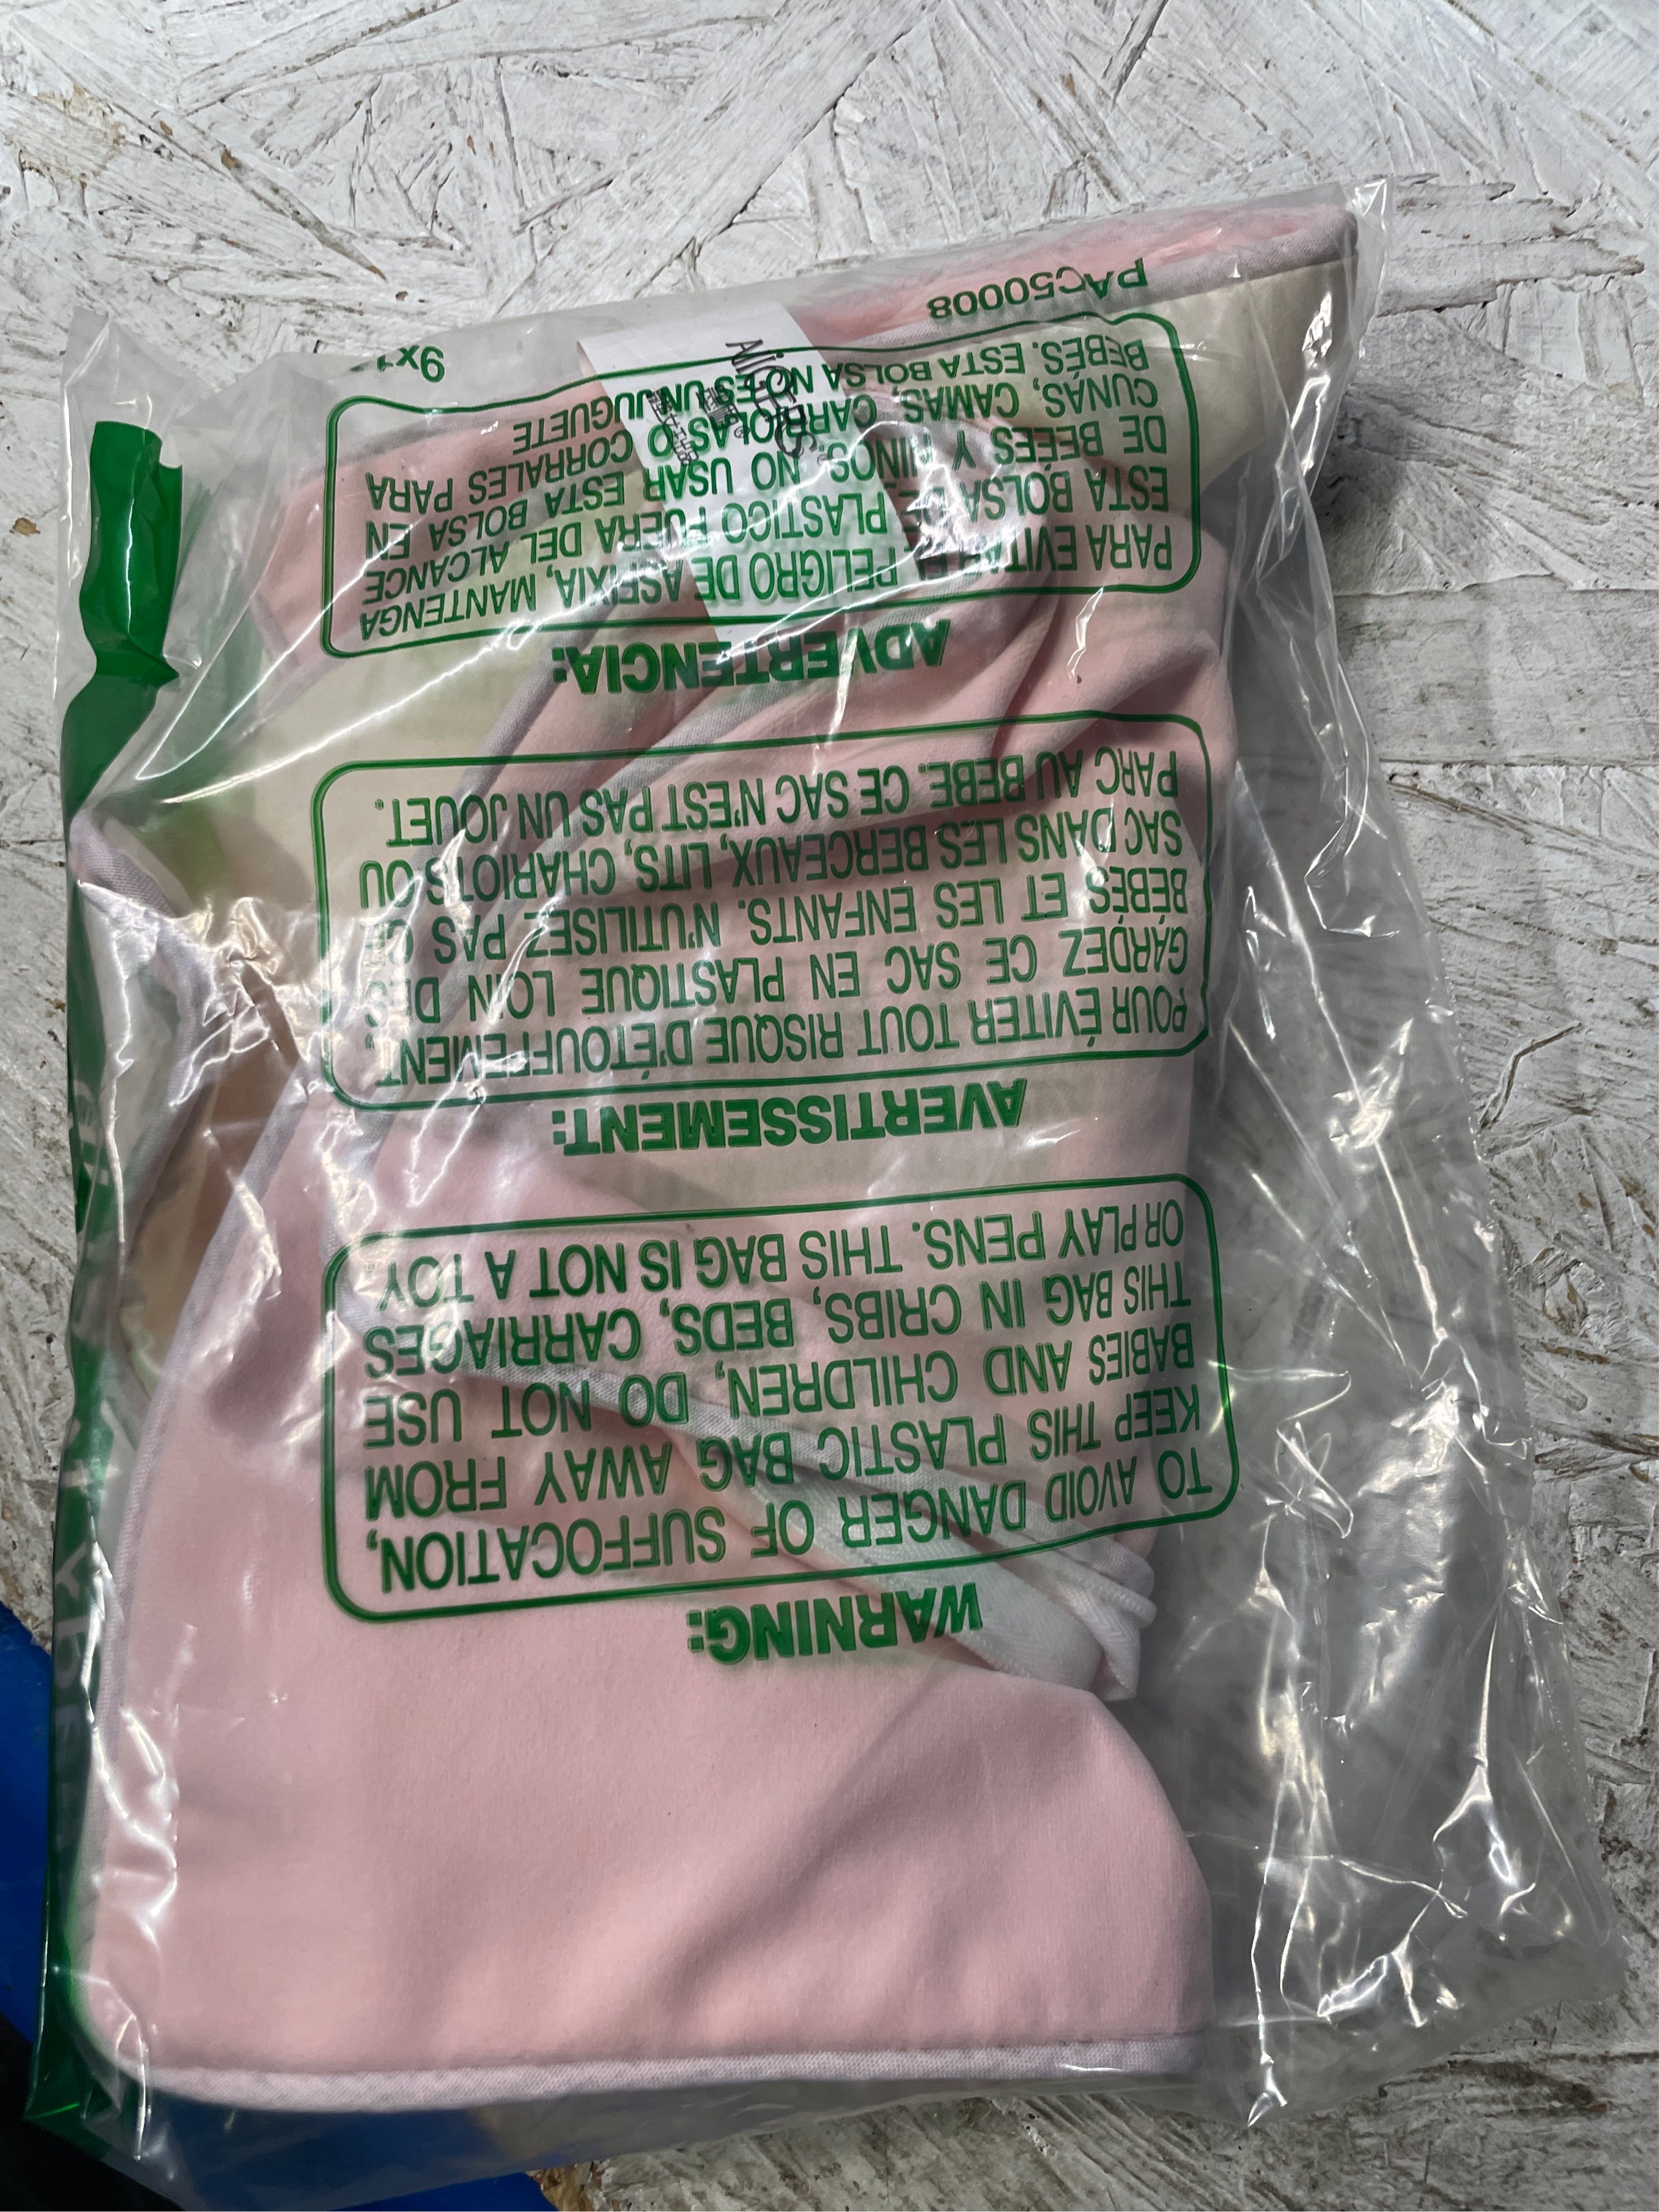 WARNING:
TO AVOID DANGER OF SUFFOCATION,
KEEP THIS PLASTIC BAG AWAY FROM
BABIES AND CHILDREN, DO NOT USE
THIS BAG IN CRIBS, BEDS, CARRIAGES
OR PLAY PENS. THIS BAG IS NOT A TOY
AVERTISSEMENT:
POUR ÉVITER TOUT RISQUE D'ÉTOUFFEMENT,
GARDEZ CE SAC EN PLASTIQUE LOIN DES
BÉBÉS ET LES ENFANTS. N'UTILISEZ PAS CE
SAC DANS LES BERCEAUX, LITS, CHARIOTS OU
PARC AU BEBE. CE SAC N'EST PAS UN JOUET.
ADVERTENCIA:
PARA EVITAR EL PELIGRO DE ASFIXIA, MANTENGA
ESTA BOLSA DE PLASTICO FUERA DEL ALCANCE
DE BEBÉS Y NIÑOS. NO USAR ESTA BOLSA EN
CUNAS, CAMAS, CARRIOLAS O CORRALES PARA
BEBÉS. ESTA BOLSA NO ES UN JUGUETE
PAC50008